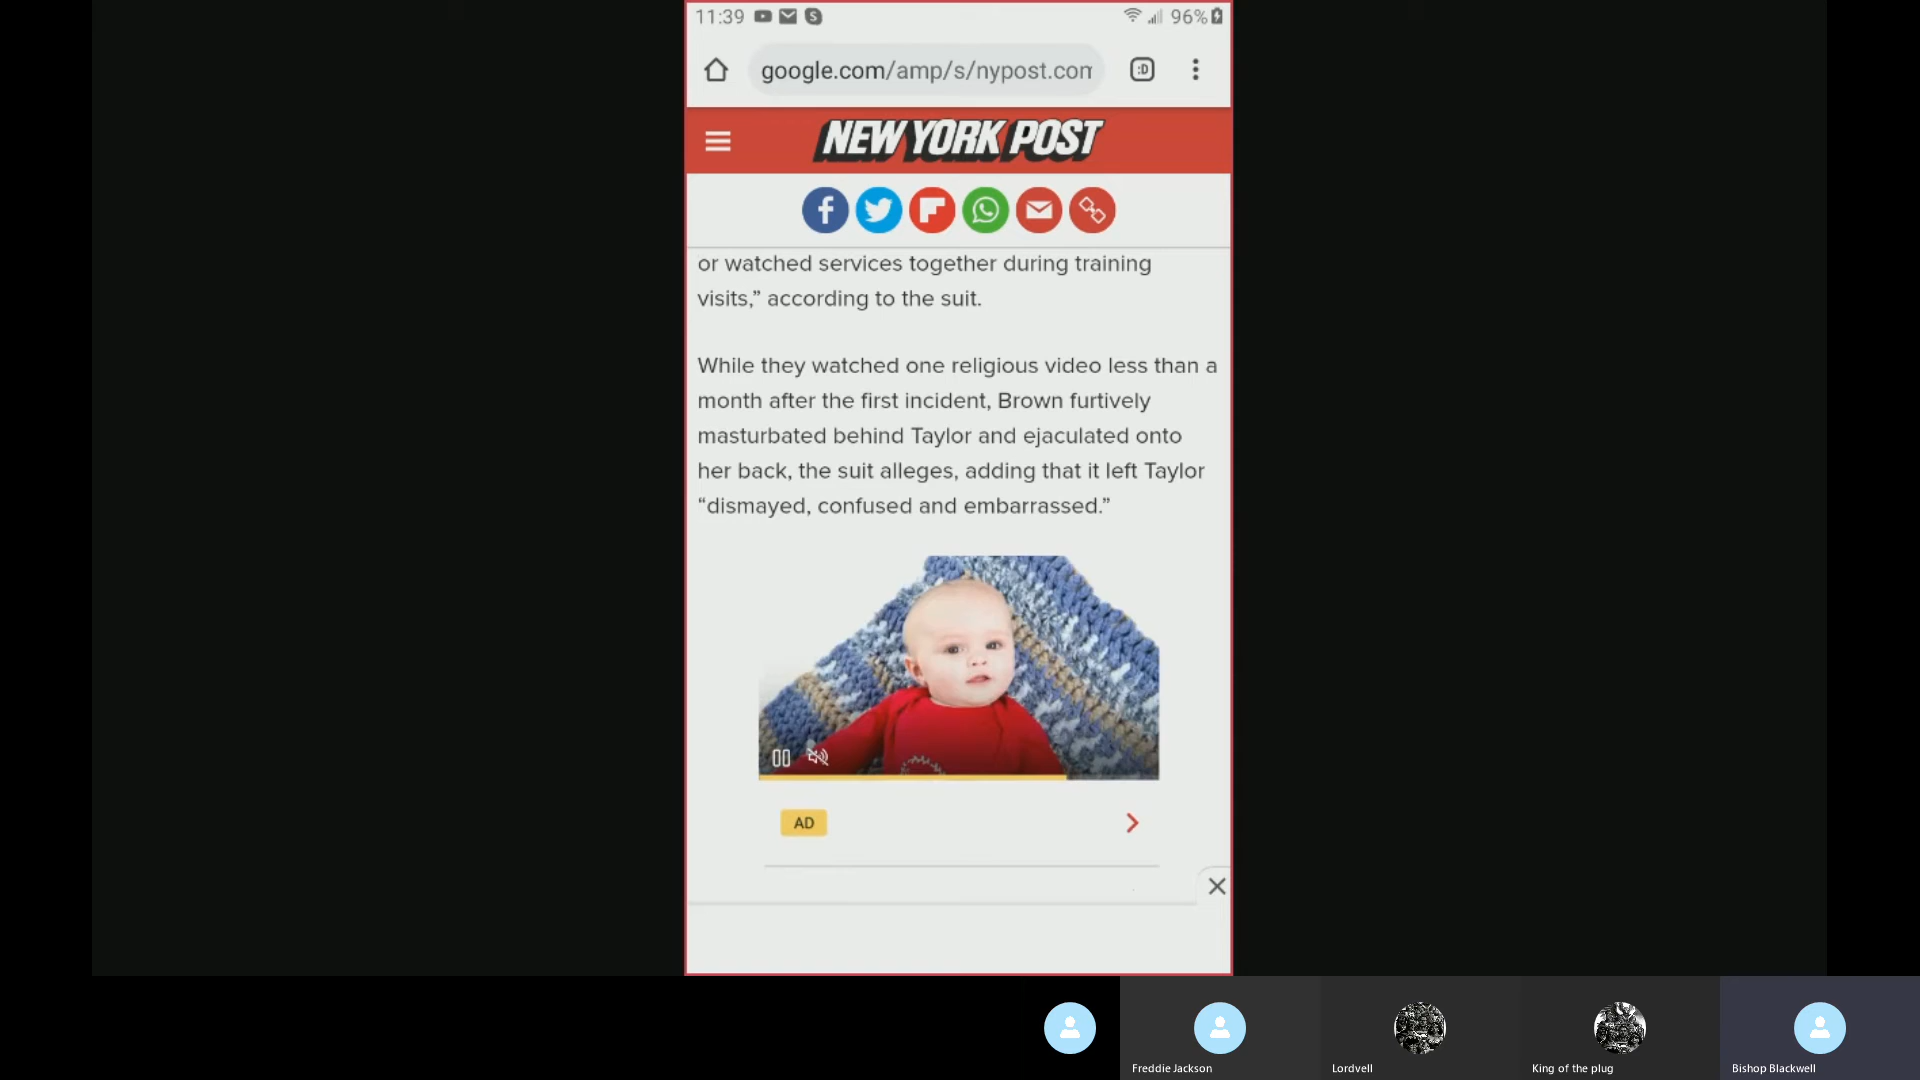 11:39
96%
google.com/amp/s/nypost.com
:D
NEW YORK POST
or watched services together during training
visits,” according to the suit.
While they watched one religious video less than a
month after the first incident, Brown furtively
masturbated behind Taylor and ejaculated onto
her back, the suit alleges, adding that it left Taylor
“dismayed, confused and embarrassed.”
AD
Freddie Jackson
Lordvell
King of the plug
Bishop Blackwell